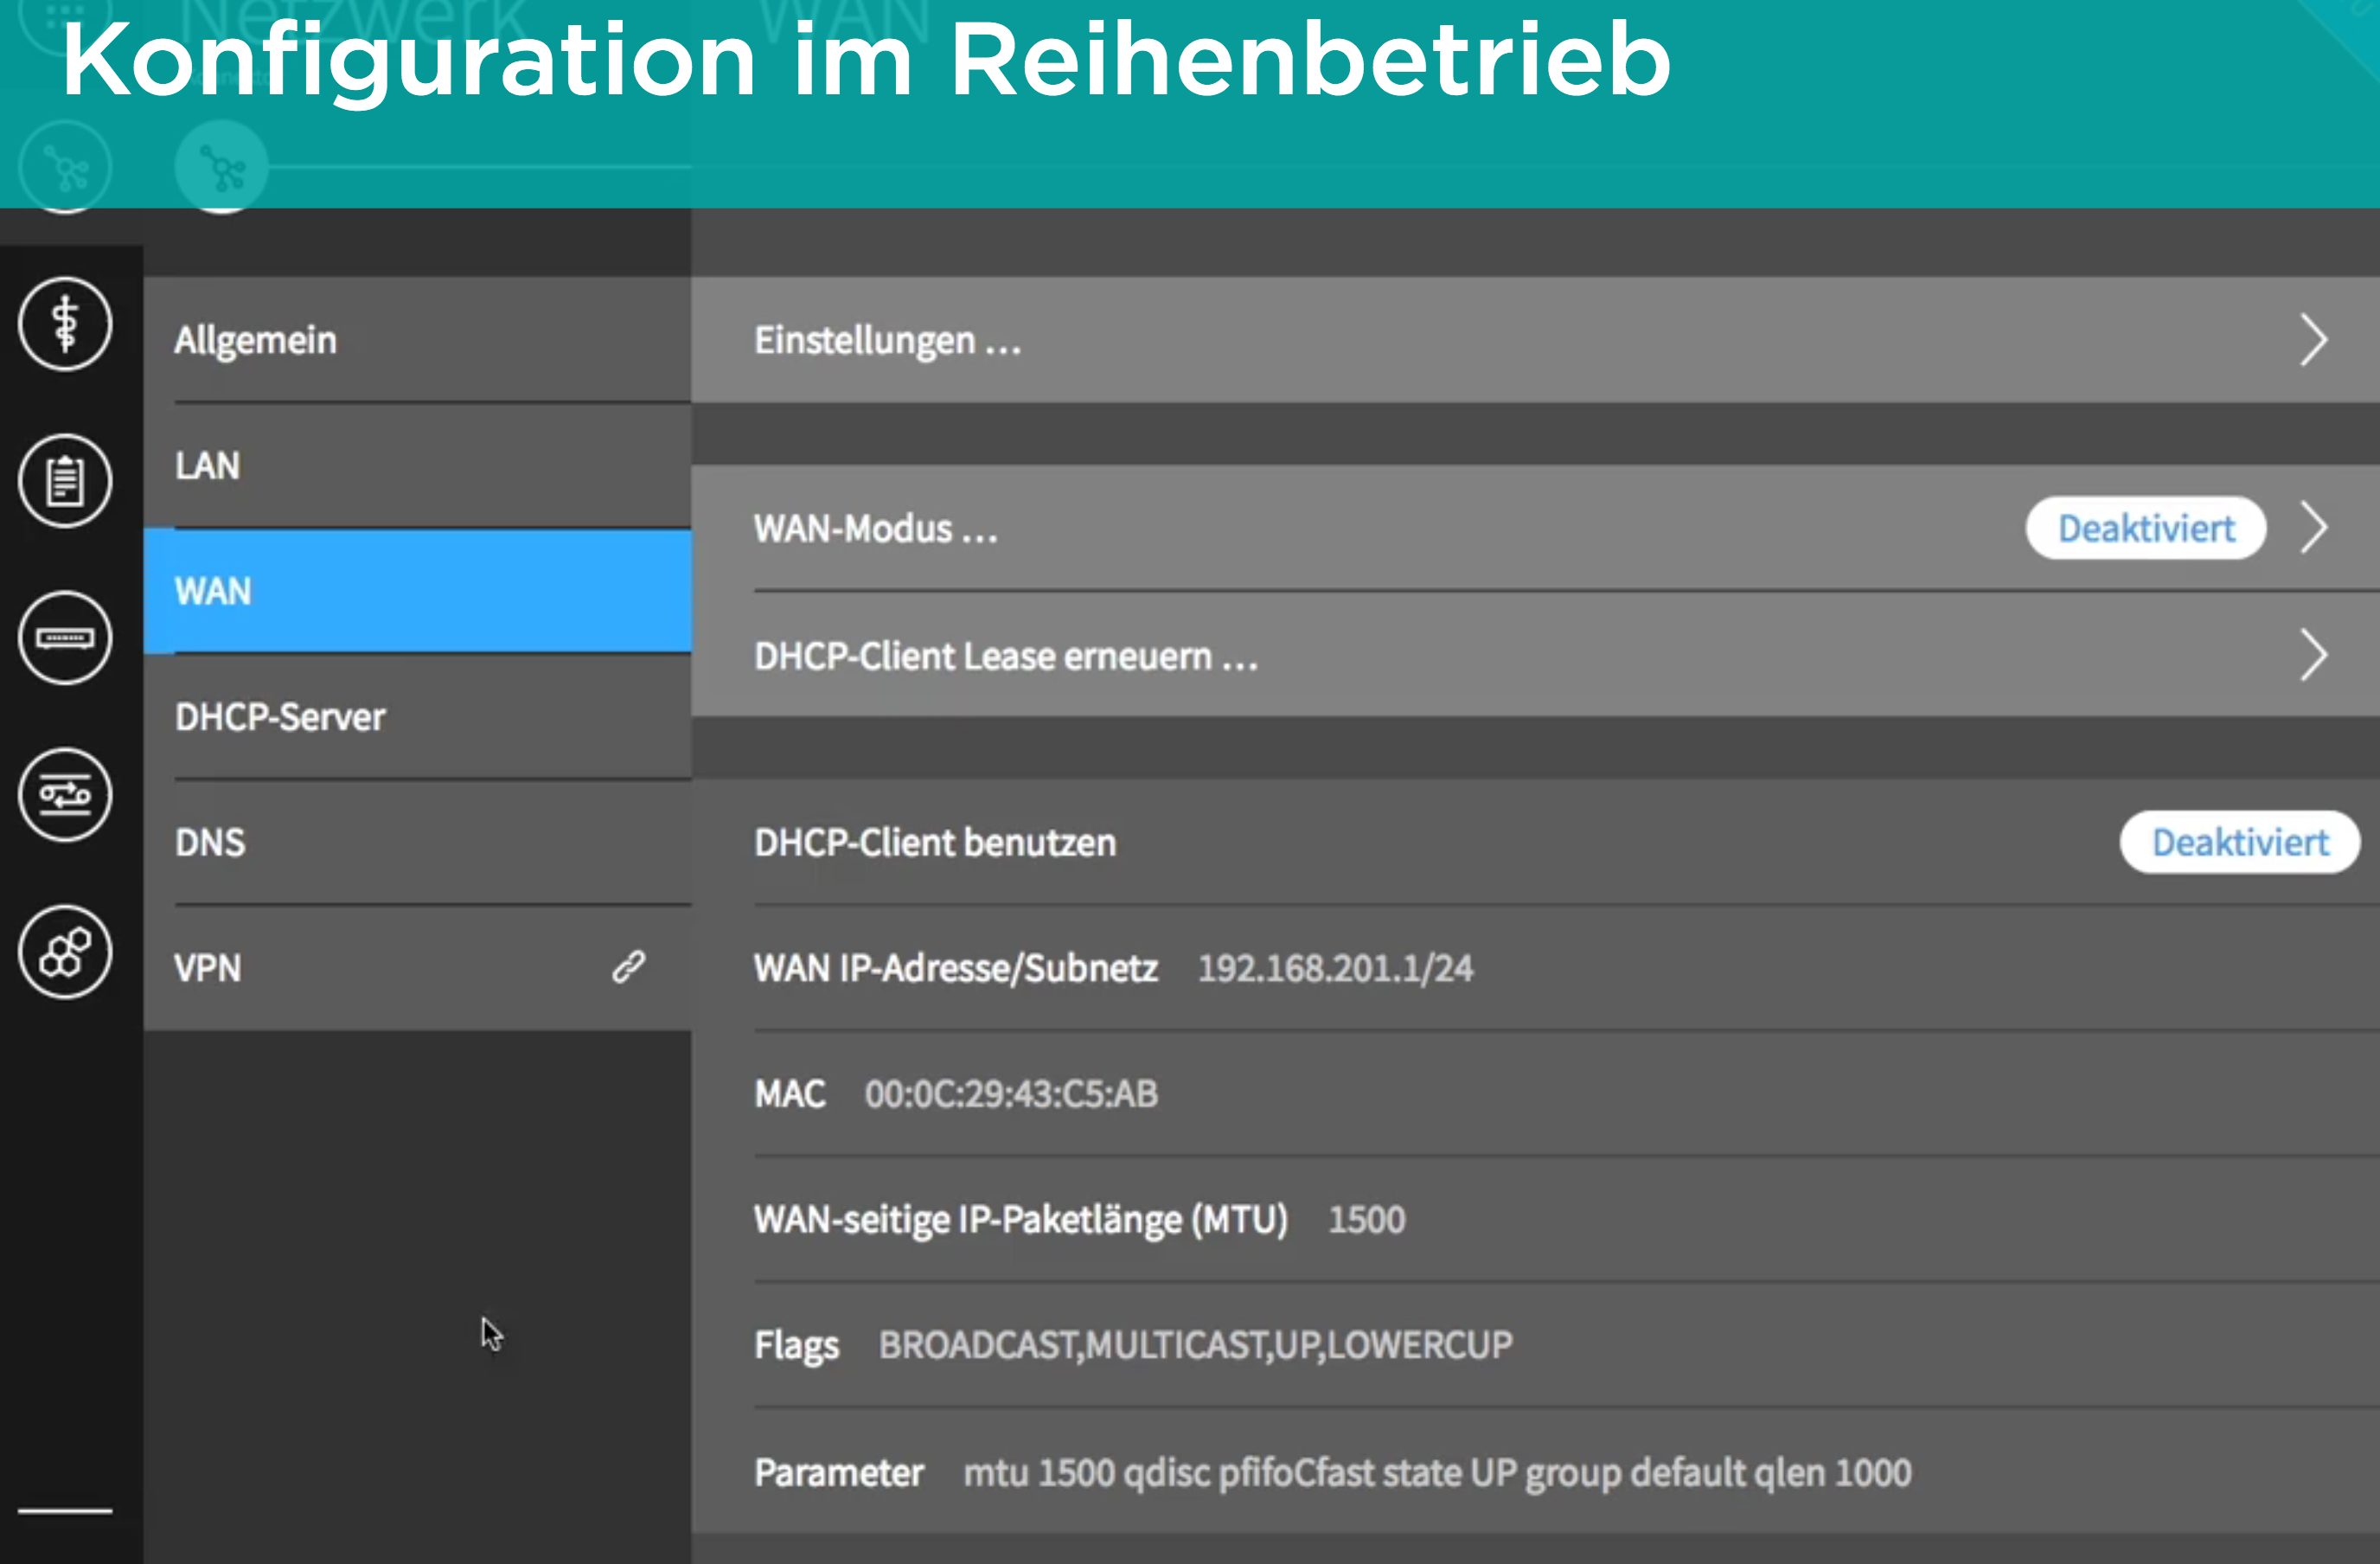 Netzwerk
WAN
Konfiguration im Reihenbetrieb
Allgemein
LAN
WAN
DHCP-Server
DNS
VPN
Einstellungen ...
WAN-Modus ...
Deaktiviert
DHCP-Client Lease erneuern ...
DHCP-Client benutzen
Deaktiviert
WAN IP-Adresse/Subnetz 192.168.201.1/24
MAC 00:0C:29:43:C5:AB
WAN-seitige IP-Paketlänge (MTU) 1500
Flags BROADCAST,MULTICAST,UP,LOWERCUP
Parameter mtu 1500 qdisc pfifoCfast state UP group default qlen 1000